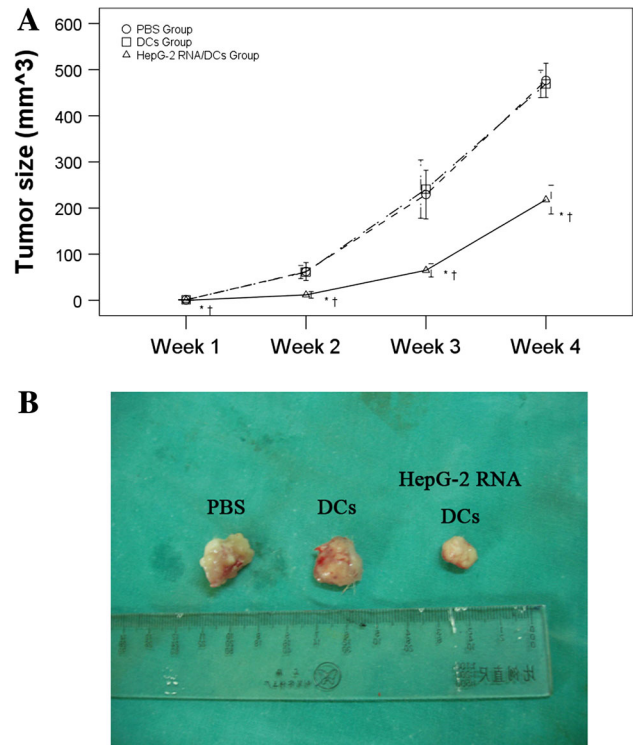 A
600
500
400
300
200
100
0
Tumor size (mm^3)
PBS Group
DCs Group
HepG-2 RNA/DCs Group
* †
* †
* †
* †
Week 1 Week 2 Week 3 Week 4
B
PBS
DCs
HepG-2 RNA
DCs